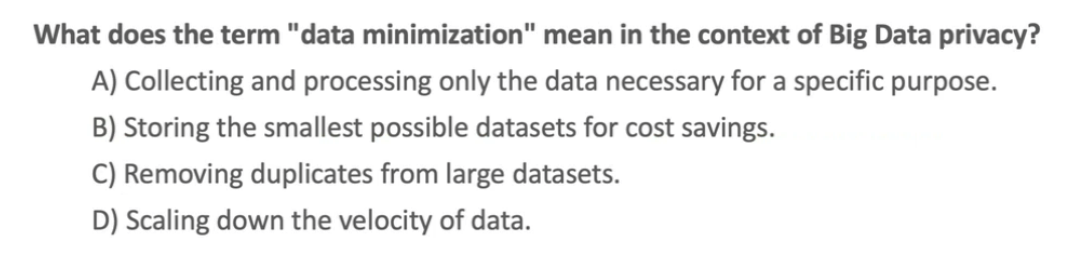 What does the term "data minimization" mean in the context of Big Data privacy?
A) Collecting and processing only the data necessary for a specific purpose.
B) Storing the smallest possible datasets for cost savings.
C) Removing duplicates from large datasets.
D) Scaling down the velocity of data.